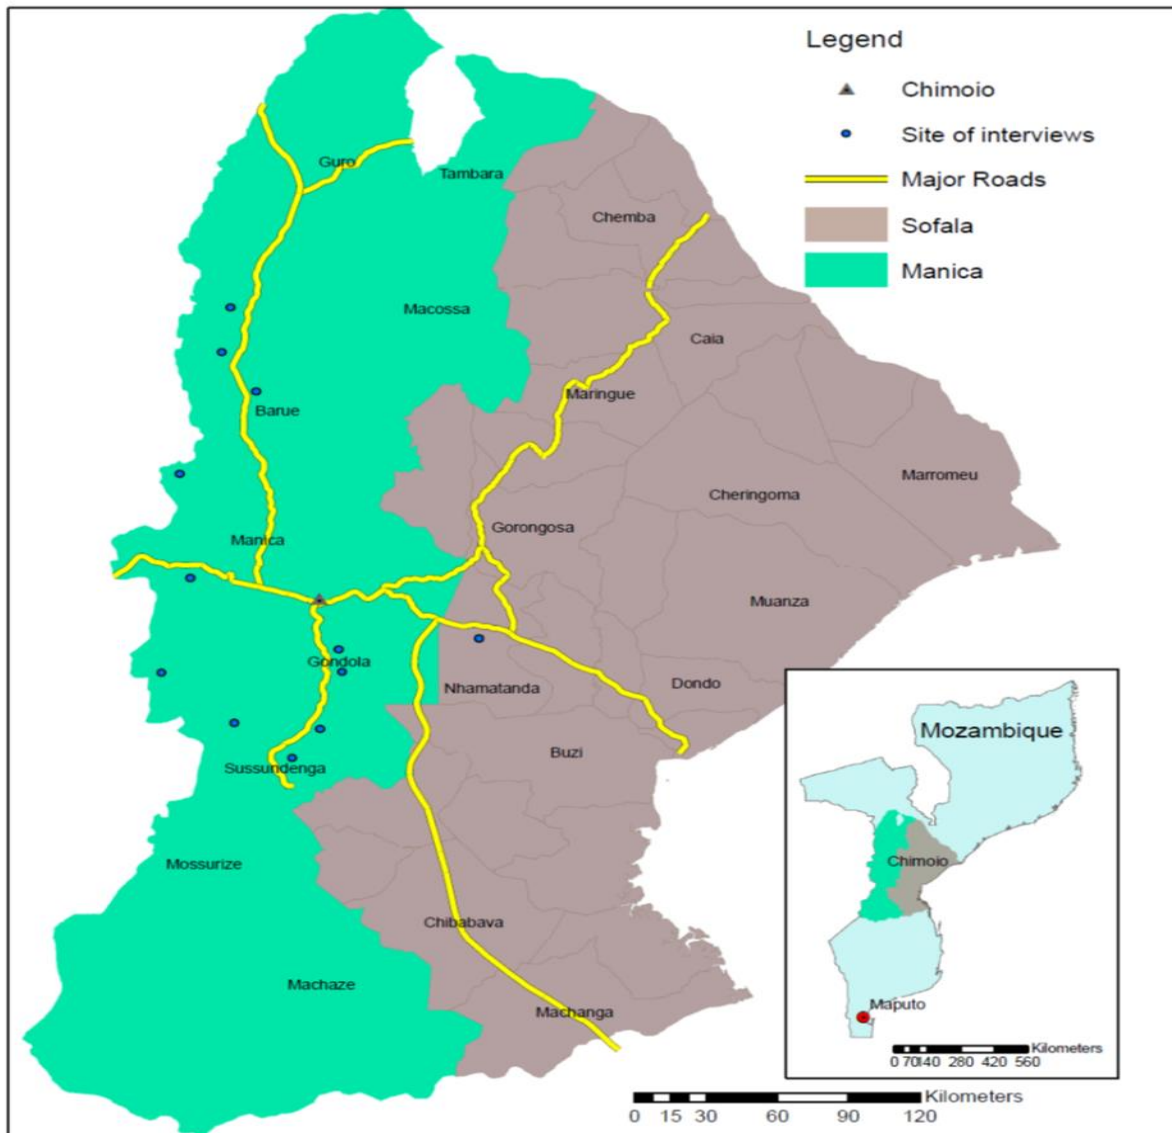 Legend
Chimoio
Site of interviews
Major Roads
Sofala
Manica
Guro
Tambara
Chemba
Macossa
Caia
Maringue
Barue
Marromeu
Cheringoma
Gorongosa
Manica
Muanza
Gondola
Nhamatanda
Dondo
Buzi
Sussundenga
Mossurize
Chibabava
Machaze
Machanga
Mozambique
Chimoio
Maputo
Kilometers
0 70140 280 420 560
Kilometers
0 15 30 60 90 120